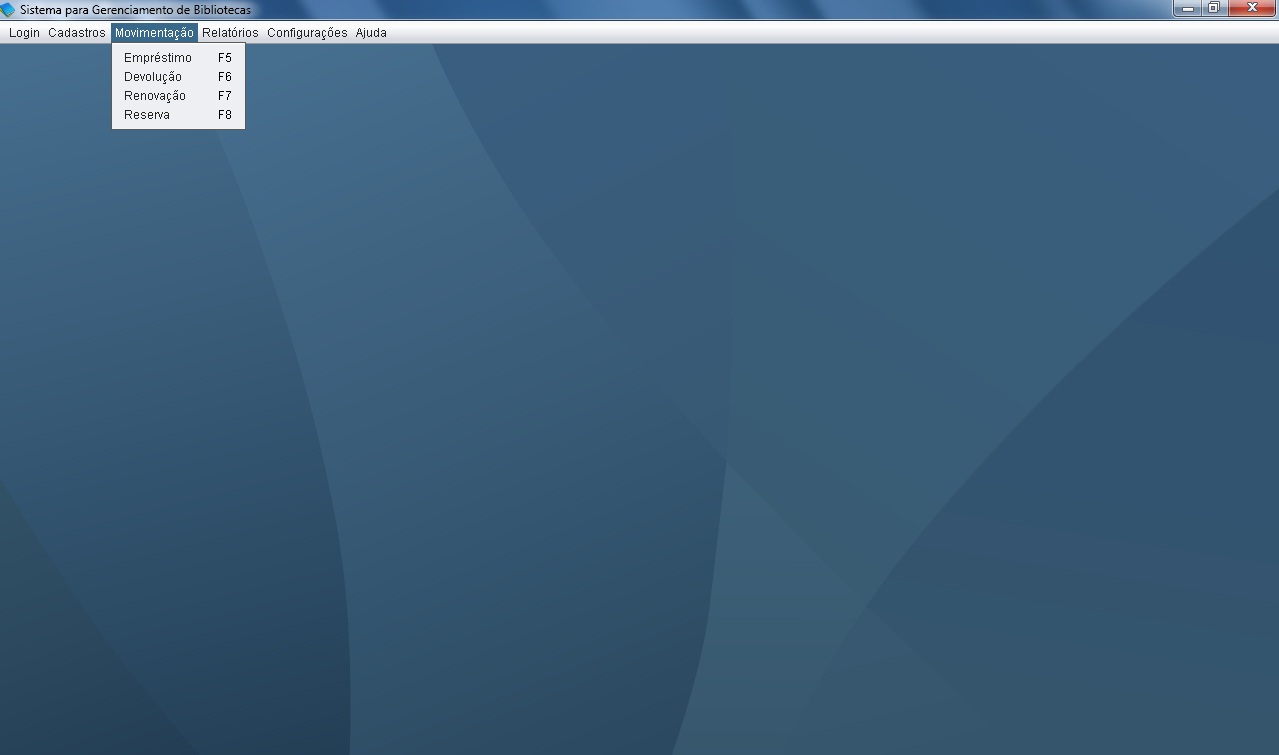 Sistema para Gerenciamento de Bibliotecas
Login Cadastros Movimentação Relatórios Configurações Ajuda
Empréstimo F5
Devolução F6
Renovação F7
Reserva F8